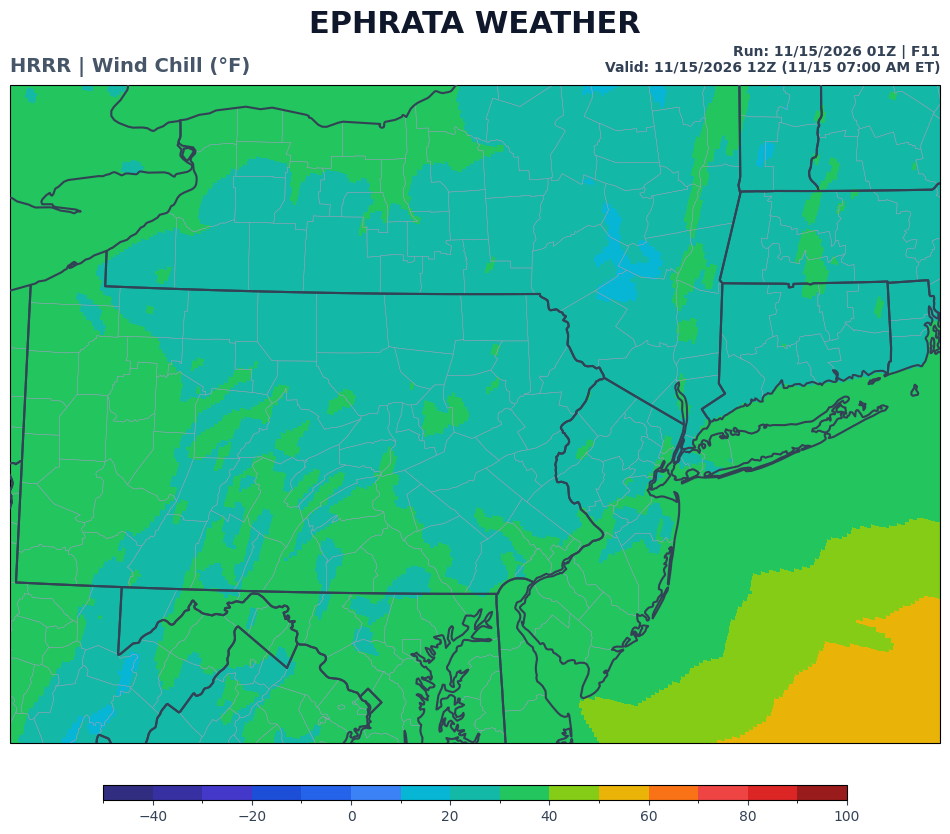 EPHRATA WEATHER
HRRR | Wind Chill (°F)
Run: 11/15/2026 01Z | F11
Valid: 11/15/2026 12Z (11/15 07:00 AM ET)
−40 −20 0 20 40 60 80 100